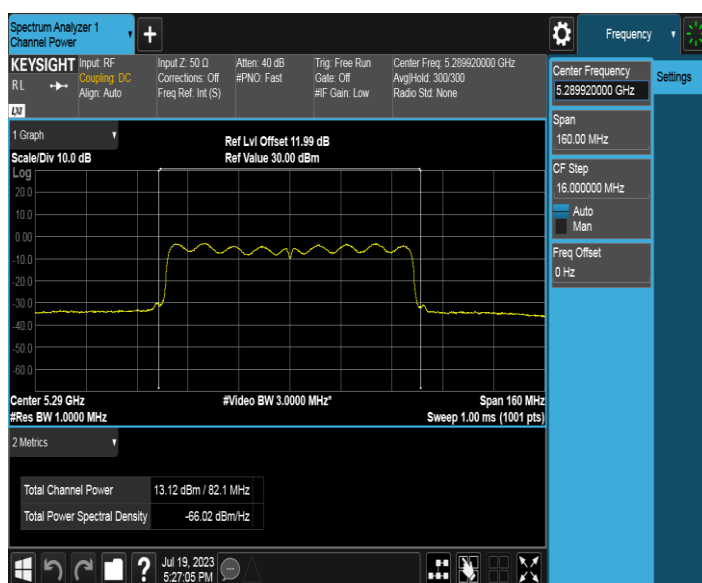 Spectrum Analyzer 1
Channel Power
Frequency
KEYSIGHT
RL
LXI
Input: RF
Coupling: DC
Align: Auto
Input Z: 50 Ω
Corrections: Off
Freq Ref: Int (S)
Atten: 40 dB
#PNO: Fast
Trig: Free Run
Gate: Off
#IF Gain: Low
Center Freq: 5.289920000 GHz
Avg|Hold: 300/300
Radio Std: None
Center Frequency
5.289920000 GHz
Settings
Span
160.00 MHz
CF Step
16.000000 MHz
Auto
Man
Freq Offset
0 Hz
1 Graph
Scale/Div 10.0 dB
Ref Lvl Offset 11.99 dB
Ref Value 30.00 dBm
Log
20.0
10.0
0.00
-10.0
-20.0
-30.0
-40.0
-50.0
-60.0
Center 5.29 GHz
#Video BW 3.0000 MHz*
Span 160 MHz
#Res BW 1.0000 MHz
Sweep 1.00 ms (1001 pts)
2 Metrics
Total Channel Power 13.12 dBm / 82.1 MHz
Total Power Spectral Density -66.02 dBm/Hz
?
Jul 19, 2023
5:27:05 PM